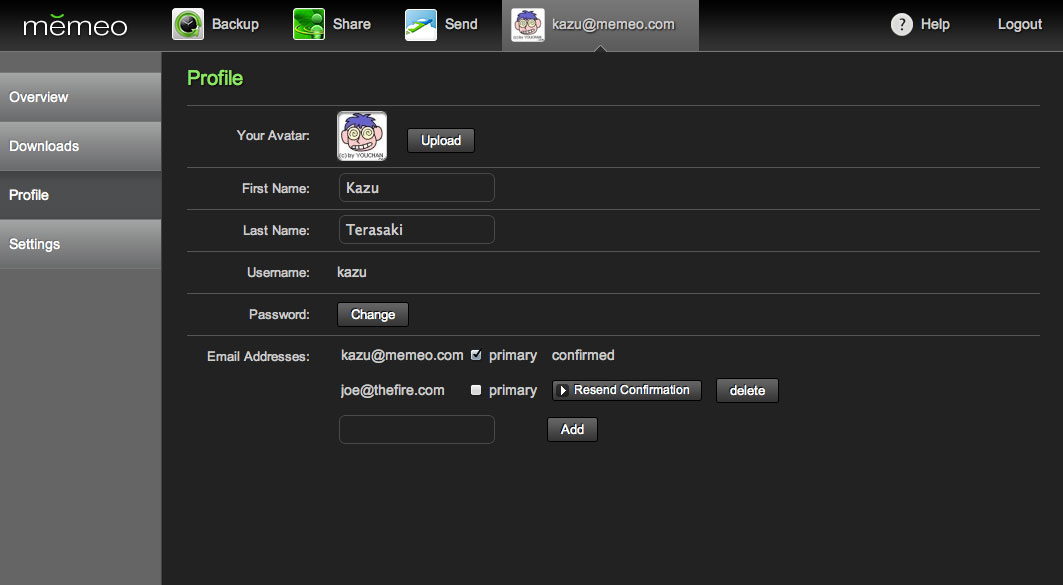 mĕmeo Backup Share Send kazu@memeo.com ? Help Logout
Overview
Downloads
Profile
Settings
Profile
Your Avatar: (c) by YOUCHAN Upload
First Name: Kazu
Last Name: Terasaki
Username: kazu
Password: Change
Email Addresses: kazu@memeo.com primary confirmed
joe@thefire.com primary Resend Confirmation delete
Add